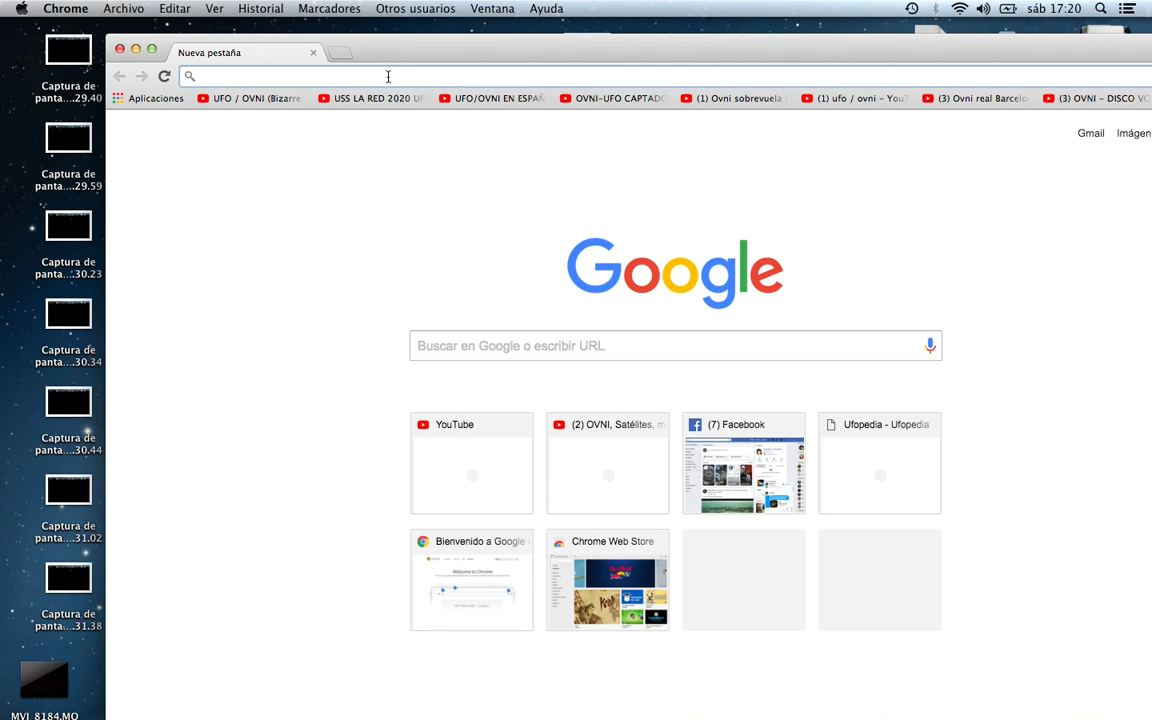 Chrome Archivo Editar Ver Historial Marcadores Otros usuarios Ventana Ayuda sáb 17:20
Nueva pestaña
Aplicaciones UFO / OVNI (Bizarre USS LA RED 2020 UF UFO/OVNI EN ESPAÑ OVNI-UFO CAPTADO (1) Ovni sobrevuela (1) ufo / ovni – YouT (3) Ovni real Barcelo (3) OVNI – DISCO VO
Gmail Imágen
Google
Buscar en Google o escribir URL
YouTube (2) OVNI, Satélites, m (7) Facebook Ufopedia - Ufopedia
Bienvenido a Google Chrome Web Store
Captura de
panta....29.40
Captura de
panta....29.59
Captura de
panta....30.23
Captura de
panta....30.34
Captura de
panta....30.44
Captura de
panta....31.02
Captura de
panta....31.38
MVI_8184.MO